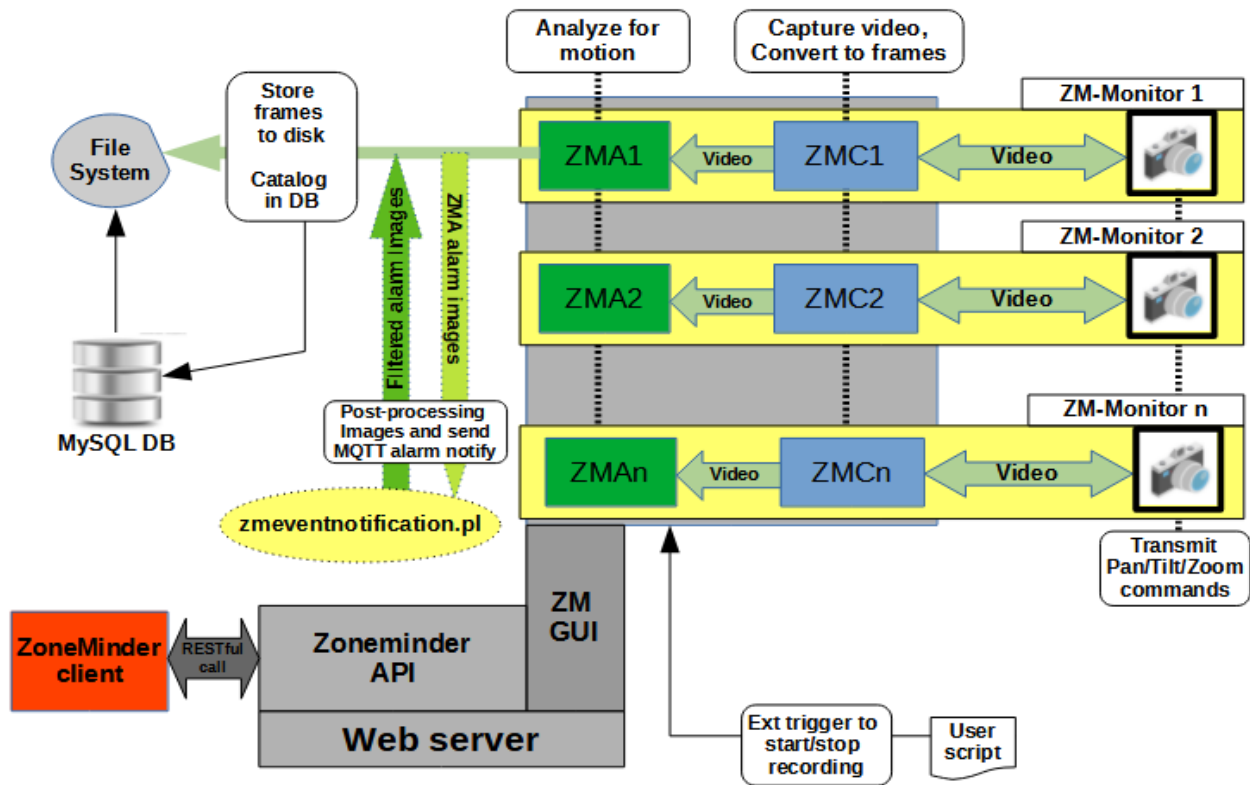 Analyze for
motion
Capture video,
Convert to frames
Store
frames
to disk
Catalog
in DB
File
System
MySQL DB
ZM-Monitor 1
ZMA1
Video
ZMC1
Video
ZM-Monitor 2
ZMA2
Video
ZMC2
Video
ZM-Monitor n
ZMAn
Video
ZMCn
Video
Filtered alarm images
ZMA alarm images
Post-processing
Images and send
MQTT alarm notify
zmeventnotification.pl
Transmit
Pan/Tilt/Zoom
commands
ZoneMinder
client
RESTful
call
Zoneminder
API
ZM
GUI
Web server
Ext trigger to
start/stop
recording
User
script